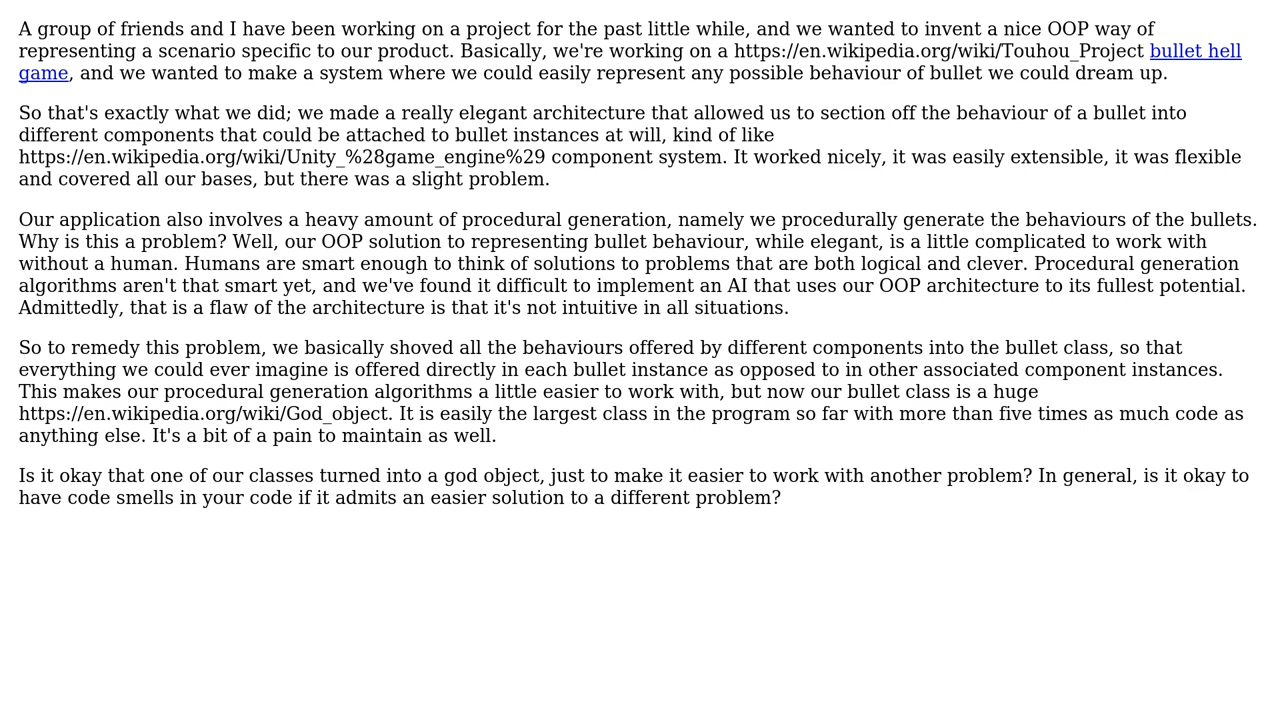 A group of friends and I have been working on a project for the past little while, and we wanted to invent a nice OOP way of
representing a scenario specific to our product. Basically, we're working on a https://en.wikipedia.org/wiki/Touhou_Project bullet hell
game, and we wanted to make a system where we could easily represent any possible behaviour of bullet we could dream up.
So that's exactly what we did; we made a really elegant architecture that allowed us to section off the behaviour of a bullet into
different components that could be attached to bullet instances at will, kind of like
https://en.wikipedia.org/wiki/Unity_%28game_engine%29 component system. It worked nicely, it was easily extensible, it was flexible
and covered all our bases, but there was a slight problem.
Our application also involves a heavy amount of procedural generation, namely we procedurally generate the behaviours of the bullets.
Why is this a problem? Well, our OOP solution to representing bullet behaviour, while elegant, is a little complicated to work with
without a human. Humans are smart enough to think of solutions to problems that are both logical and clever. Procedural generation
algorithms aren't that smart yet, and we've found it difficult to implement an AI that uses our OOP architecture to its fullest potential.
Admittedly, that is a flaw of the architecture is that it's not intuitive in all situations.
So to remedy this problem, we basically shoved all the behaviours offered by different components into the bullet class, so that
everything we could ever imagine is offered directly in each bullet instance as opposed to in other associated component instances.
This makes our procedural generation algorithms a little easier to work with, but now our bullet class is a huge
https://en.wikipedia.org/wiki/God_object. It is easily the largest class in the program so far with more than five times as much code as
anything else. It's a bit of a pain to maintain as well.
Is it okay that one of our classes turned into a god object, just to make it easier to work with another problem? In general, is it okay to
have code smells in your code if it admits an easier solution to a different problem?